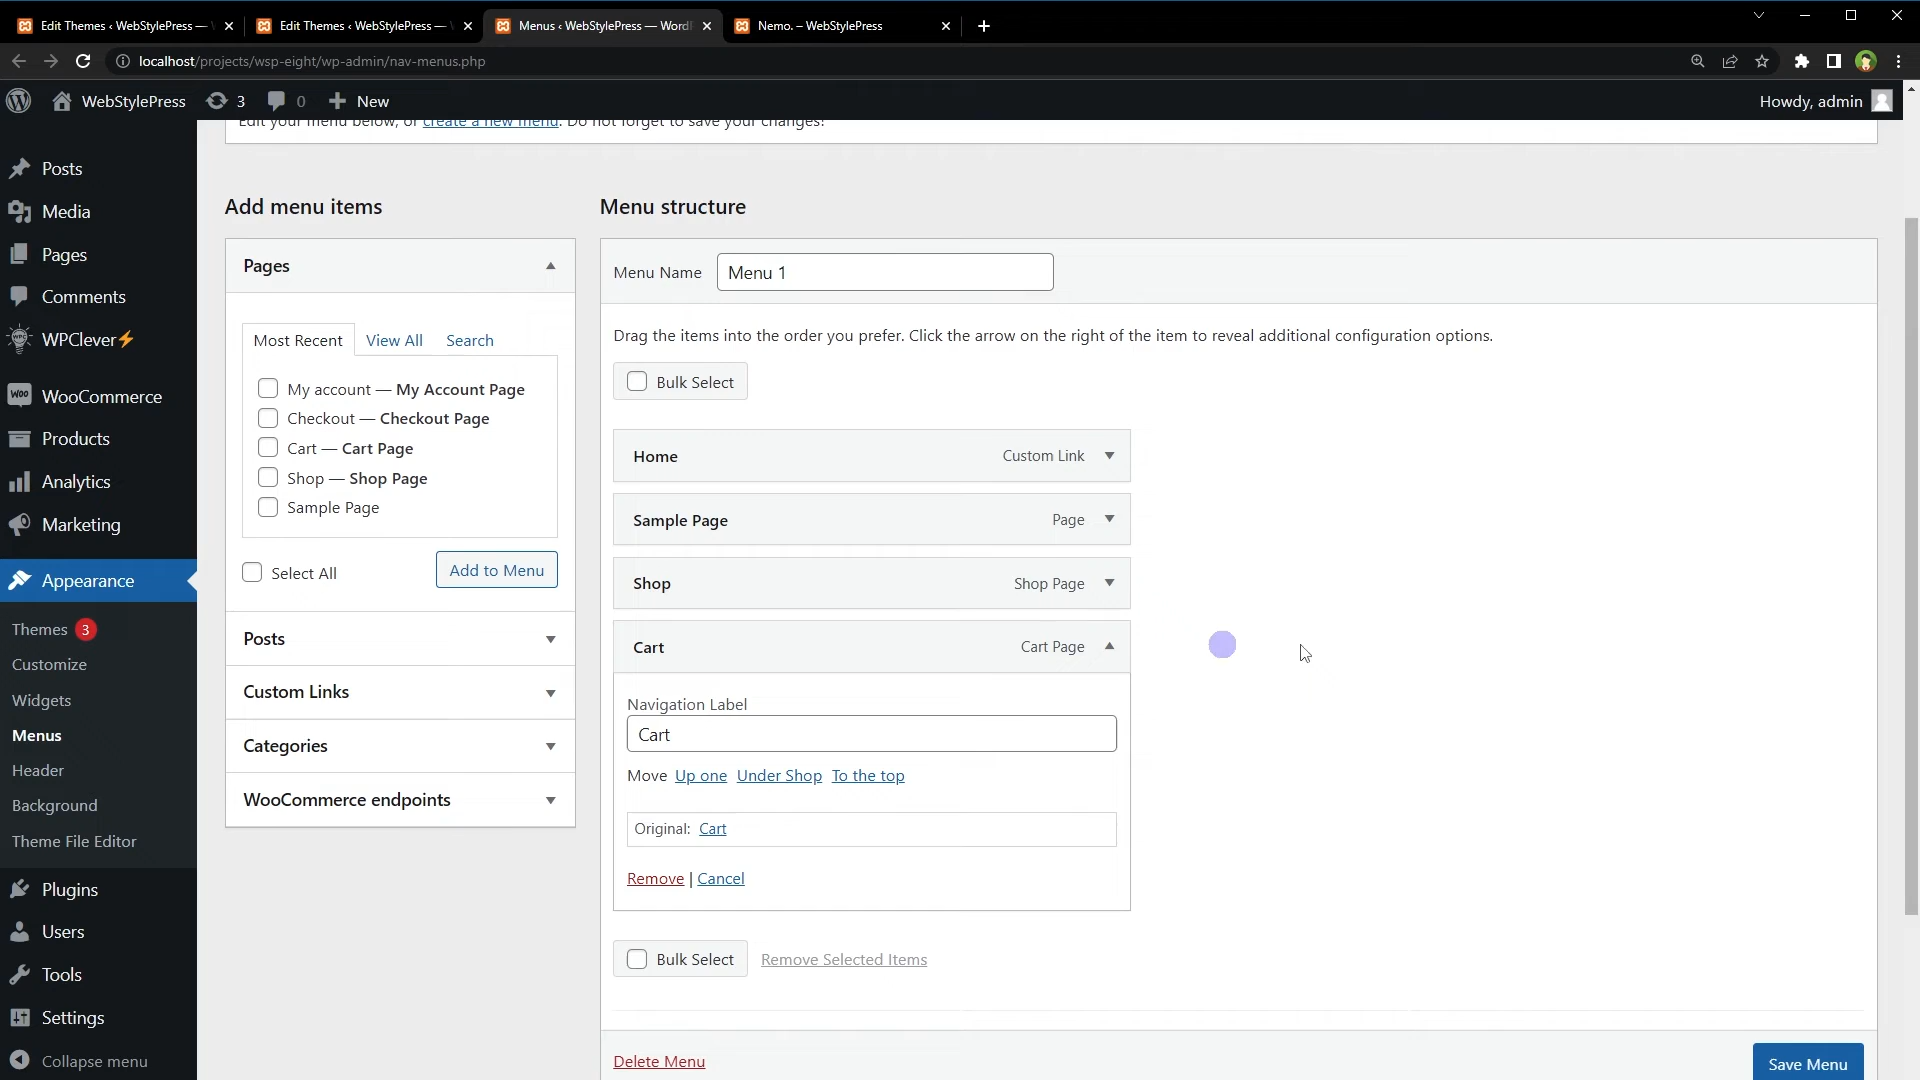 Edit Themes ‹ WebStylePress —
Edit Themes ‹ WebStylePress —
Menus ‹ WebStylePress — Word
Nemo. – WebStylePress
localhost/projects/wsp-eight/wp-admin/nav-menus.php
WebStylePress
3
0
New
Howdy, admin
Edit your menu below, or create a new menu. Do not forget to save your changes!
Posts
Media
Pages
Comments
WPClever⚡
WooCommerce
Products
Analytics
Marketing
Appearance
Themes 3
Customize
Widgets
Menus
Header
Background
Theme File Editor
Plugins
Users
Tools
Settings
Collapse menu
Add menu items
Pages
Most Recent
View All
Search
My account — My Account Page
Checkout — Checkout Page
Cart — Cart Page
Shop — Shop Page
Sample Page
Select All
Add to Menu
Posts
Custom Links
Categories
WooCommerce endpoints
Menu structure
Menu Name
Menu 1
Drag the items into the order you prefer. Click the arrow on the right of the item to reveal additional configuration options.
Bulk Select
Home Custom Link
Sample Page Page
Shop Shop Page
Cart Cart Page
Navigation Label
Cart
Move Up one Under Shop To the top
Original: Cart
Remove | Cancel
Bulk Select
Remove Selected Items
Delete Menu
Save Menu